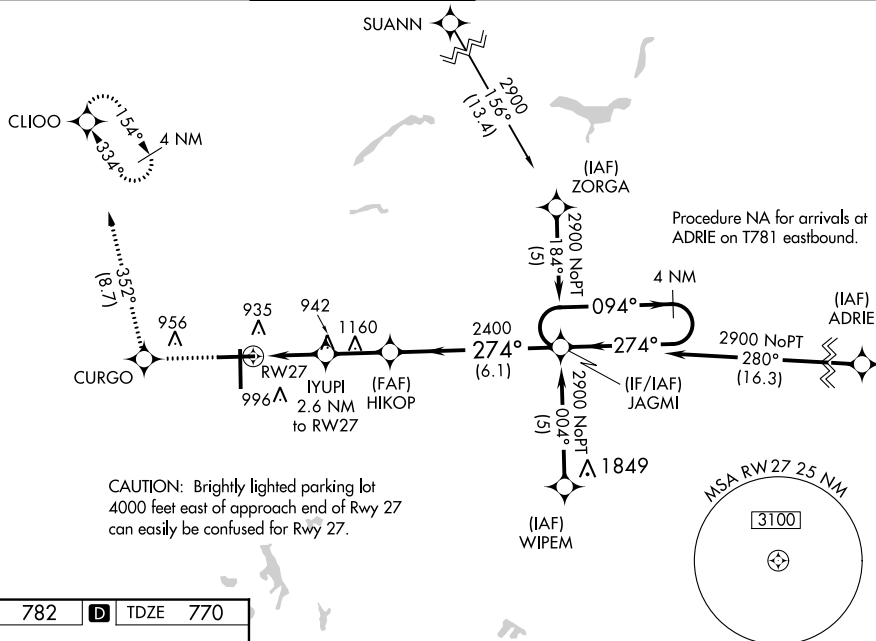 SUANN
2900
156°
(13.4)
CLIOO
154°
4 NM
334°
(IAF)
ZORGA
2900 NoPT
184°
(5)
Procedure NA for arrivals at
ADRIE on T781 eastbound.
4 NM
094°
(IAF)
ADRIE
352°
(8.7)
956
935
942
1160
2400
274°
(6.1)
274°
2900 NoPT
280°
(16.3)
CURGO
RW27
996
IYUPI
2.6 NM
to RW27
(FAF)
HIKOP
(IF/IAF)
JAGMI
2900 NoPT
004°
(5)
1849
(IAF)
WIPEM
CAUTION: Brightly lighted parking lot
4000 feet east of approach end of Rwy 27
can easily be confused for Rwy 27.
MSA RW27 25 NM
3100
782 D TDZE 770